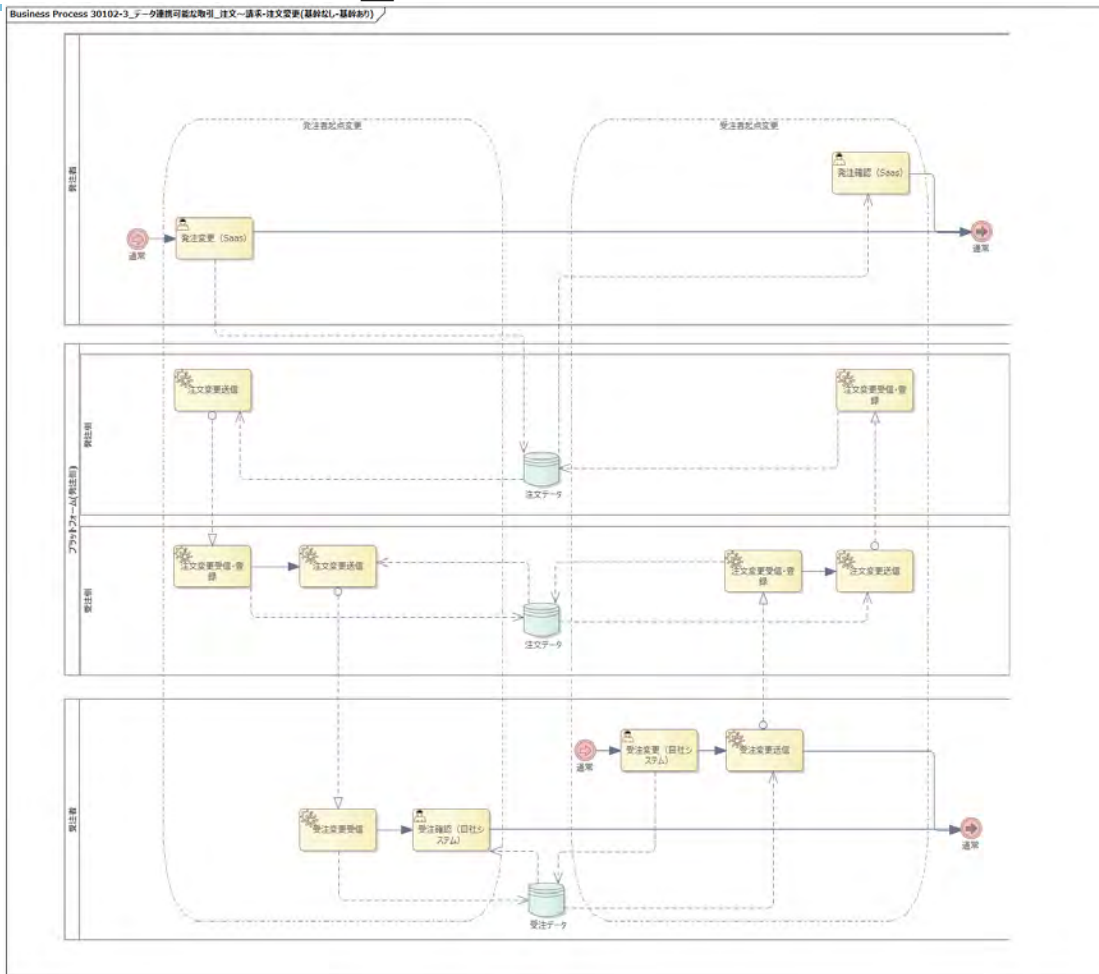 Business Process 30102-3_データ連携可能な取引_注文～請求-注文変更(基幹なし-基幹あり)
発注者
発注者起点変更
受注者起点変更
発注確認（Saas）
通常
発注変更（Saas）
通常
プラットフォーム(発注側)
発注側
注文変更送信
注文変更受信・登
録
注文データ
受注側
注文変更受信・登
録
注文変更送信
注文変更受信・登
録
注文変更送信
注文データ
受注者
通常
受注変更（自社シ
ステム）
受注変更送信
受注変更受信
受注確認（自社シ
ステム）
通常
受注データ